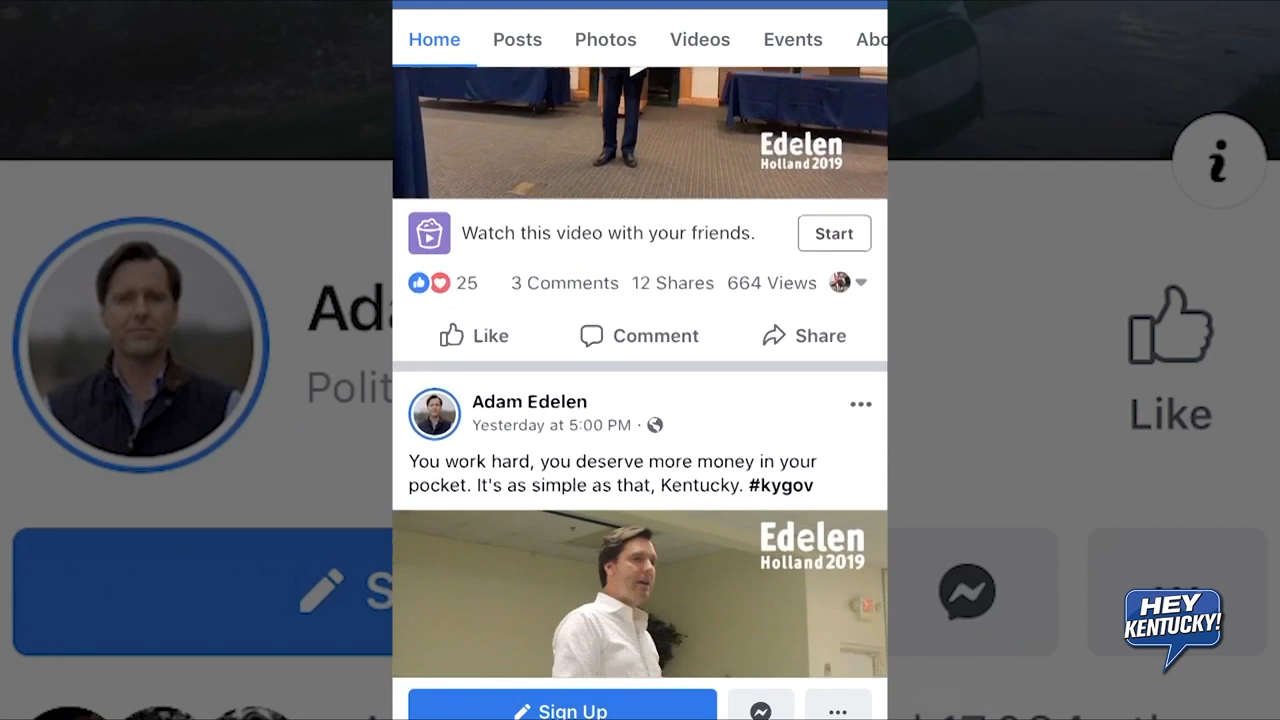 Home Posts Photos Videos Events Abo
Edelen
Holland 2019
Watch this video with your friends. Start
25 3 Comments 12 Shares 664 Views
Like Comment Share
Adam Edelen
Yesterday at 5:00 PM ·
You work hard, you deserve more money in your
pocket. It's as simple as that, Kentucky. #kygov
Edelen
Holland 2019
Sign Up
Ada
Polit
S
Like
HEY
KENTUCKY!